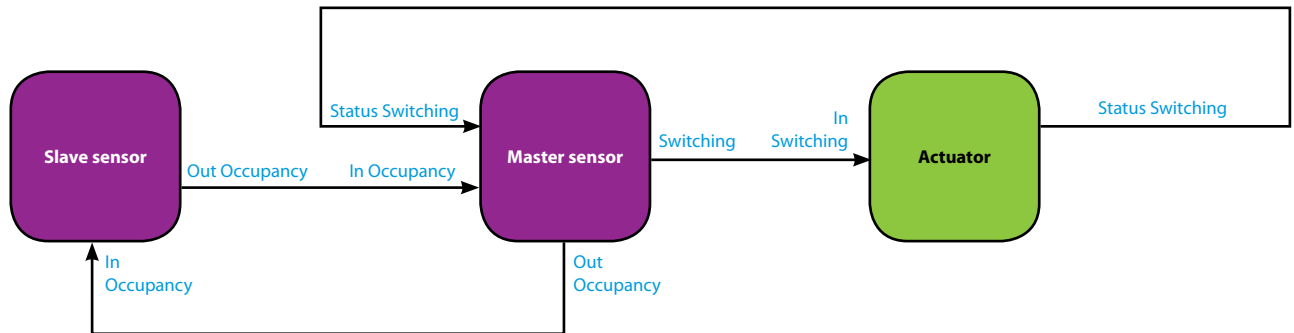 Status Switching
Slave sensor
Out Occupancy
In Occupancy
Master sensor
Switching
In
Switching
Actuator
Status Switching
In
Occupancy
Out
Occupancy